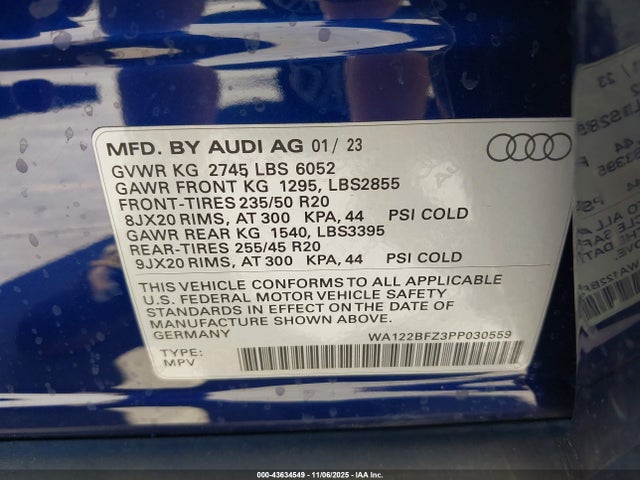 MFD. BY AUDI AG 01/ 23
GVWR KG 2745 LBS 6052
GAWR FRONT KG 1295, LBS2855
FRONT-TIRES 235/50 R20
8JX20 RIMS, AT 300 KPA, 44 PSI COLD
GAWR REAR KG 1540, LBS3395
REAR-TIRES 255/45 R20
9JX20 RIMS, AT 300 KPA, 44 PSI COLD
THIS VEHICLE CONFORMS TO ALL APPLICABLE
U.S. FEDERAL MOTOR VEHICLE SAFETY
STANDARDS IN EFFECT ON THE DATE OF
MANUFACTURE SHOWN ABOVE.
GERMANY
WA122BFZ3PP030559
TYPE:
MPV
000-43634549 - 11/06/2025 - IAA Inc.